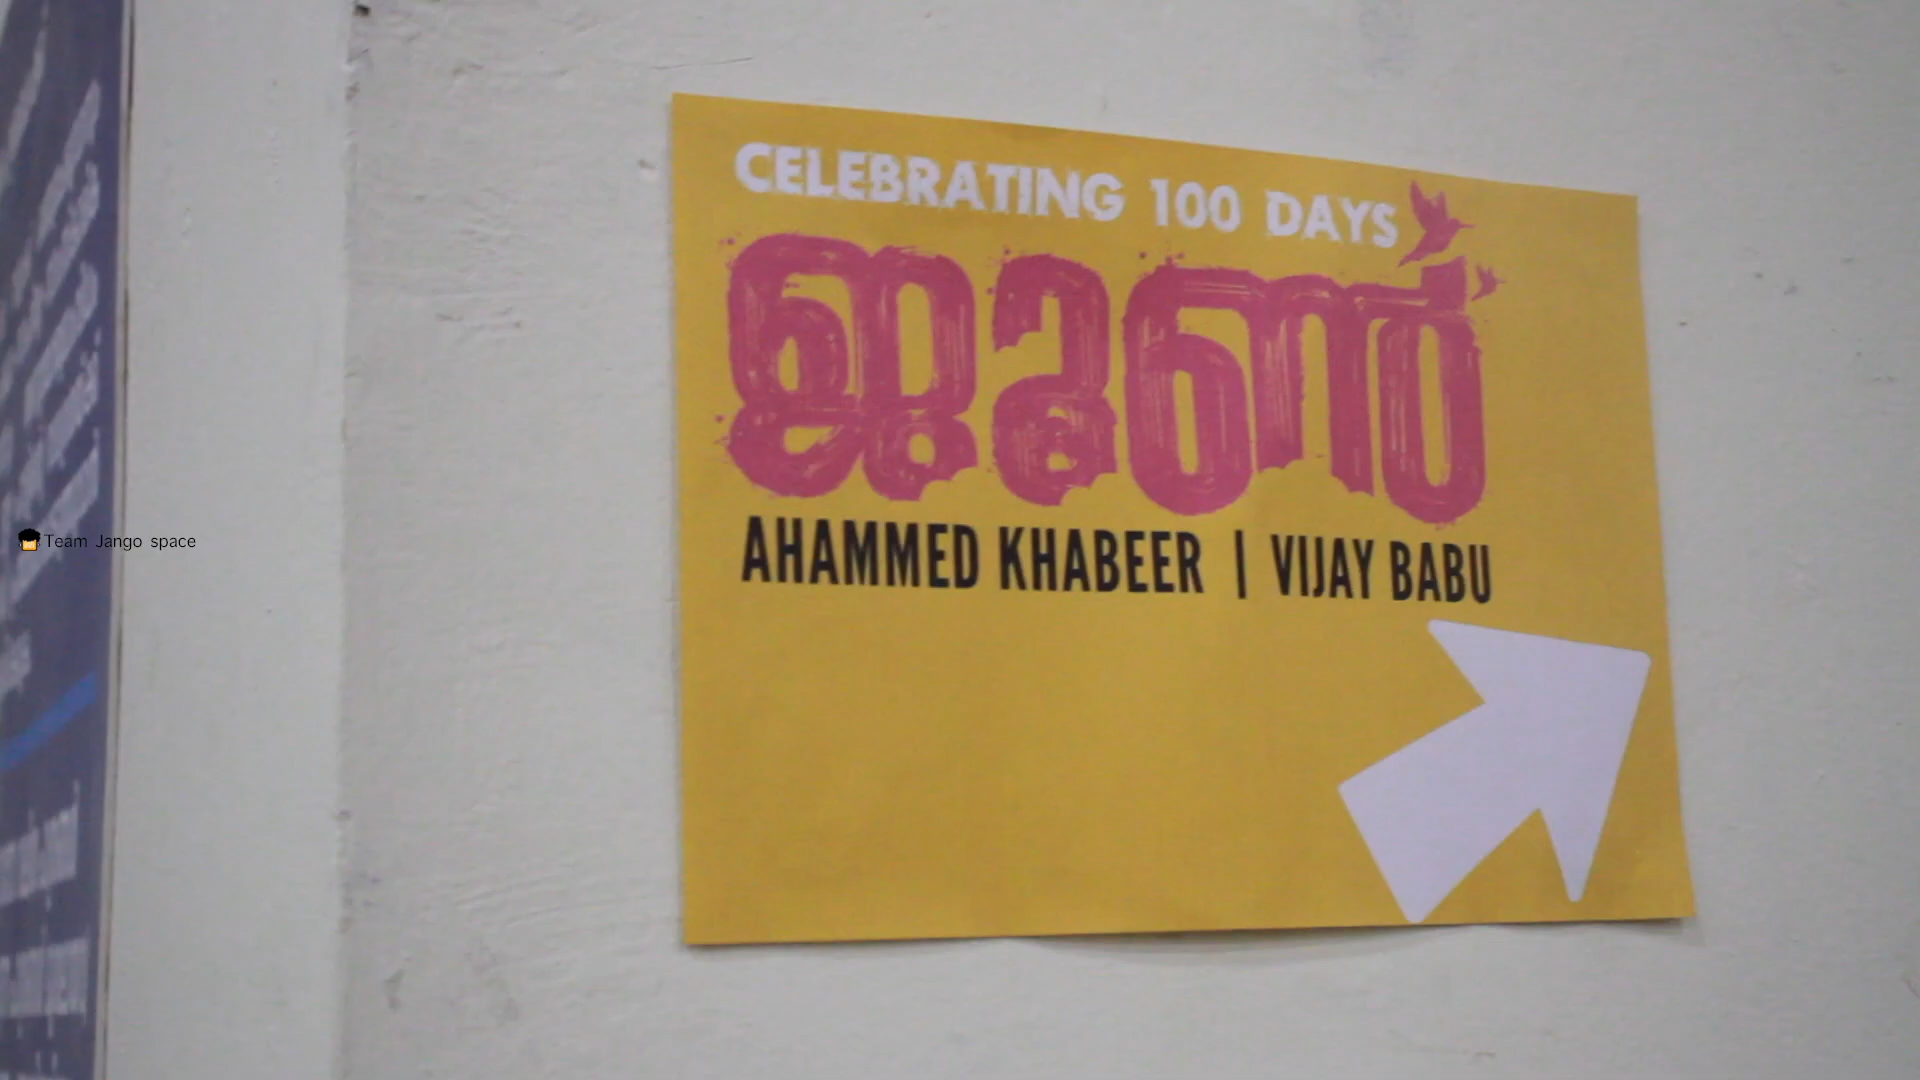 CELEBRATING 100 DAYS
ജൂൺ
AHAMMED KHABEER | VIJAY BABU
Team Jango space